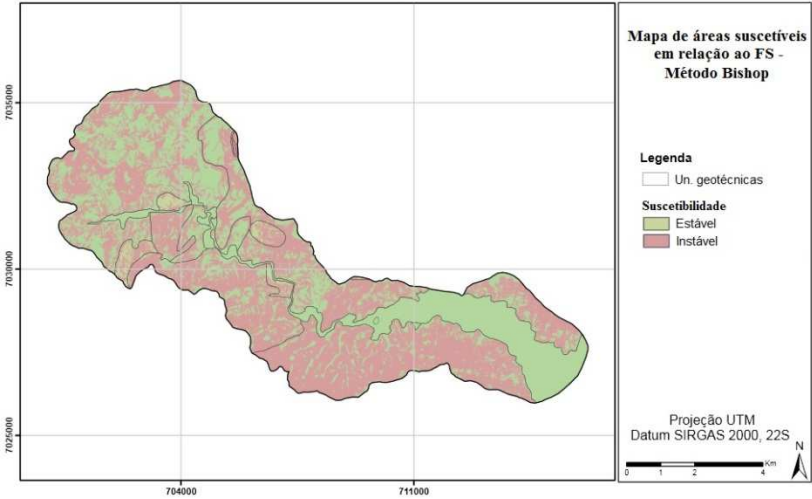 Mapa de áreas suscetíveis
em relação ao FS -
Método Bishop
Legenda
Un. geotécnicas
Suscetibilidade
Estável
Instável
Projeção UTM
Datum SIRGAS 2000, 22S
N
Km
0 1 2 4
7035000
7030000
7025000
704000 711000